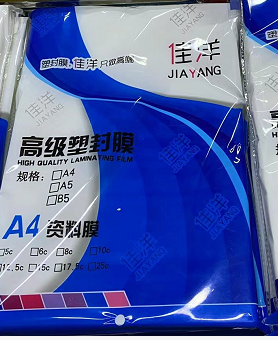 塑封膜,佳洋只做高端
佳洋
JIAYANG
高级塑封膜
HIGH QUALITY LAMINATING FILM
规格: □A4
□A5
□B5
A4 资料膜
□5c □6c □8c □10c
□12.5c □15c □17.5c □25c